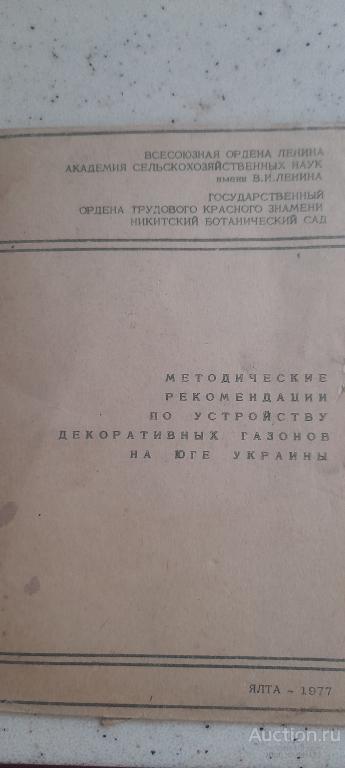 ВСЕСОЮЗНАЯ ОРДЕНА ЛЕНИНА
АКАДЕМИЯ СЕЛЬСКОХОЗЯЙСТВЕННЫХ НАУК
имени В.И.ЛЕНИНА
ГОСУДАРСТВЕННЫЙ
ОРДЕНА ТРУДОВОГО КРАСНОГО ЗНАМЕНИ
НИКИТСКИЙ БОТАНИЧЕСКИЙ САД
МЕТОДИЧЕСКИЕ
РЕКОМЕНДАЦИИ
ПО УСТРОЙСТВУ
ДЕКОРАТИВНЫХ ГАЗОНОВ
НА ЮГЕ УКРАИНЫ
ЯЛТА - 1977
Auction.ru